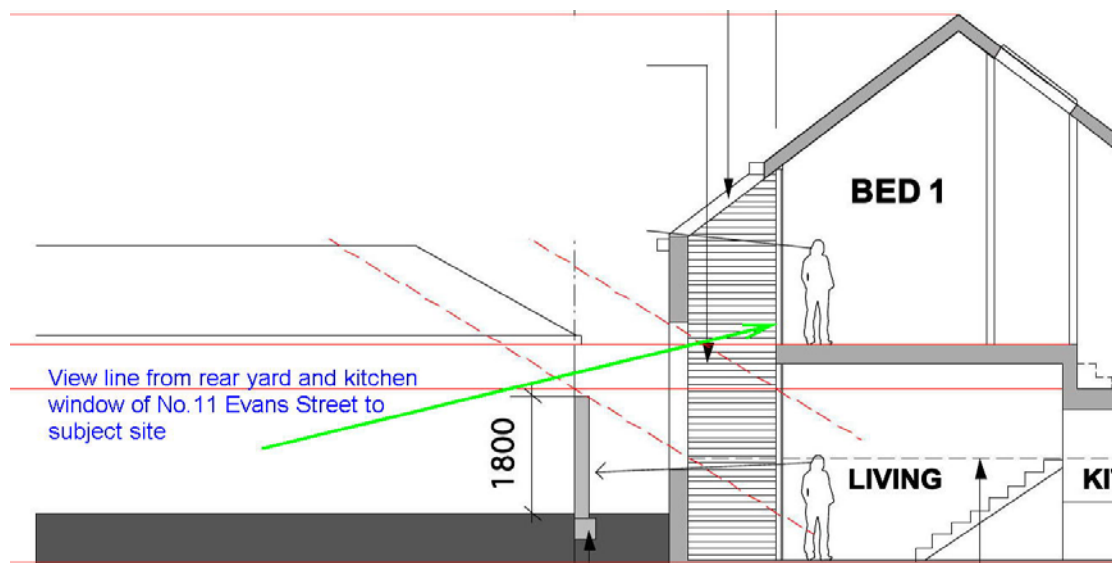 BED 1
View line from rear yard and kitchen
window of No.11 Evans Street to
subject site
1800
LIVING
KI